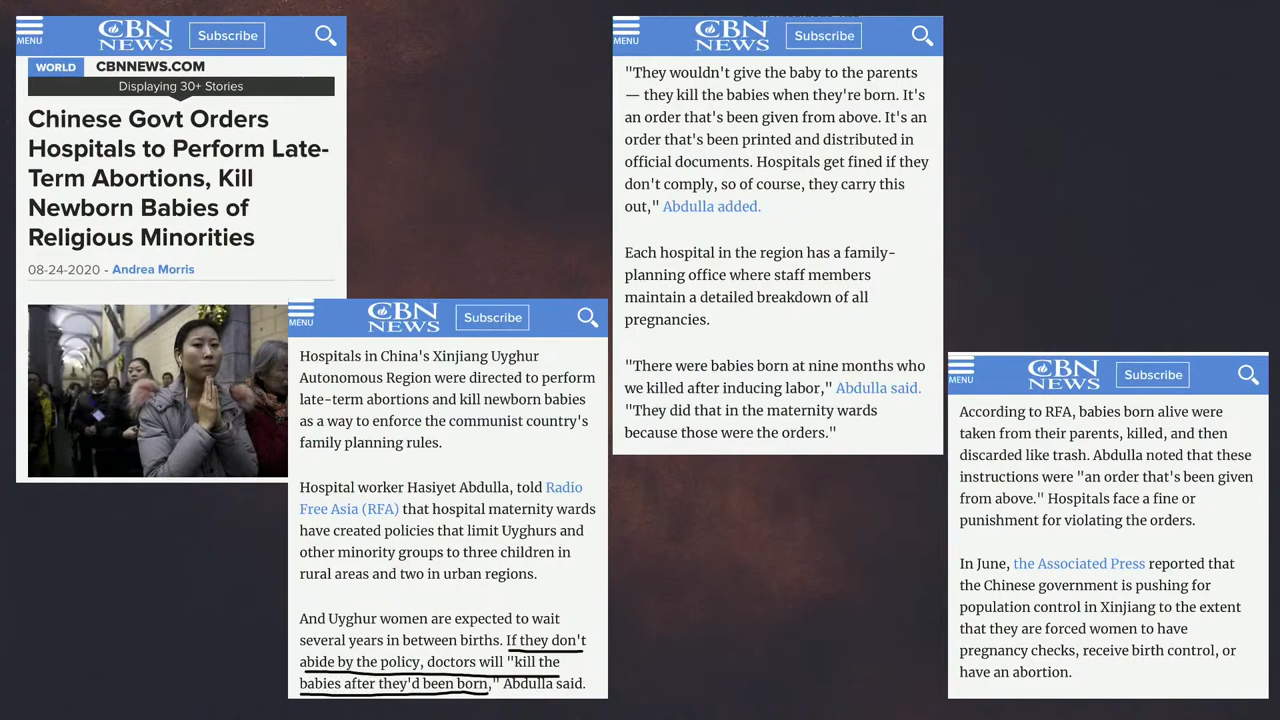 MENU
CBN
NEWS
Subscribe
WORLD
CBNNEWS.COM
Displaying 30+ Stories
Chinese Govt Orders
Hospitals to Perform Late-
Term Abortions, Kill
Newborn Babies of
Religious Minorities
08-24-2020 - Andrea Morris
MENU
CBN
NEWS
Subscribe
Hospitals in China's Xinjiang Uyghur
Autonomous Region were directed to perform
late-term abortions and kill newborn babies
as a way to enforce the communist country's
family planning rules.
Hospital worker Hasiyet Abdulla, told Radio
Free Asia (RFA) that hospital maternity wards
have created policies that limit Uyghurs and
other minority groups to three children in
rural areas and two in urban regions.
And Uyghur women are expected to wait
several years in between births. If they don't
abide by the policy, doctors will "kill the
babies after they'd been born," Abdulla said.
MENU
CBN
NEWS
Subscribe
"They wouldn't give the baby to the parents
— they kill the babies when they're born. It's
an order that's been given from above. It's an
order that's been printed and distributed in
official documents. Hospitals get fined if they
don't comply, so of course, they carry this
out," Abdulla added.
Each hospital in the region has a family-
planning office where staff members
maintain a detailed breakdown of all
pregnancies.
"There were babies born at nine months who
we killed after inducing labor," Abdulla said.
"They did that in the maternity wards
because those were the orders."
MENU
CBN
NEWS
Subscribe
According to RFA, babies born alive were
taken from their parents, killed, and then
discarded like trash. Abdulla noted that these
instructions were "an order that's been given
from above." Hospitals face a fine or
punishment for violating the orders.
In June, the Associated Press reported that
the Chinese government is pushing for
population control in Xinjiang to the extent
that they are forced women to have
pregnancy checks, receive birth control, or
have an abortion.